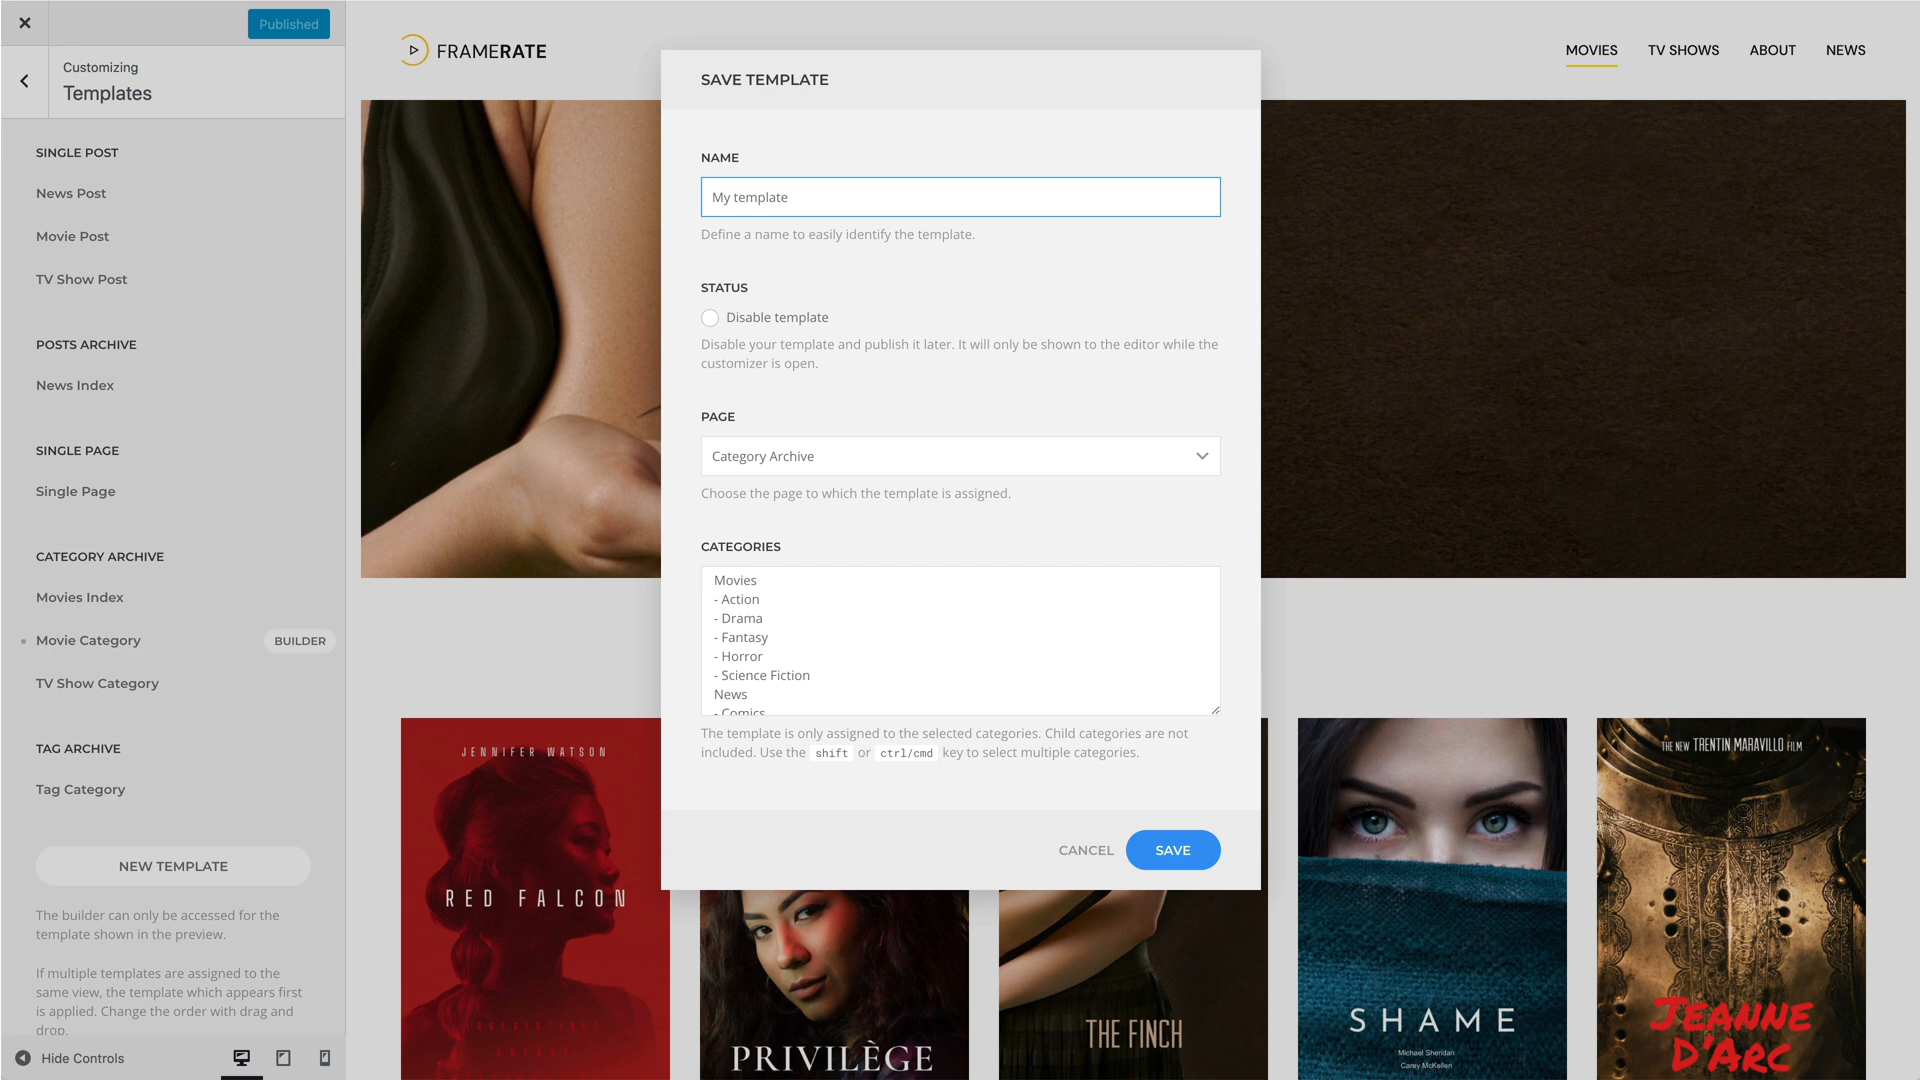 Published
Customizing
Templates
SINGLE POST
News Post
Movie Post
TV Show Post
POSTS ARCHIVE
News Index
SINGLE PAGE
Single Page
CATEGORY ARCHIVE
Movies Index
Movie Category
BUILDER
TV Show Category
TAG ARCHIVE
Tag Category
NEW TEMPLATE
The builder can only be accessed for the
template shown in the preview.
If multiple templates are assigned to the
same view, the template which appears first
is applied. Change the order with drag and
drop.
Hide Controls
FRAMERATE
MOVIES
TV SHOWS
ABOUT
NEWS
SAVE TEMPLATE
NAME
My template
Define a name to easily identify the template.
STATUS
Disable template
Disable your template and publish it later. It will only be shown to the editor while the
customizer is open.
PAGE
Category Archive
Choose the page to which the template is assigned.
CATEGORIES
Movies
- Action
- Drama
- Fantasy
- Horror
- Science Fiction
News
- Comics
The template is only assigned to the selected categories. Child categories are not
included. Use the shift or ctrl/cmd key to select multiple categories.
CANCEL
SAVE
JENNIFER WATSON
RED FALCON
PRIVILÈGE
THE FINCH
SHAME
Michael Sheridan
Carey McKellen
THE NEW TRENTIN MARAVILLO FILM
JEANNE
D'ARC